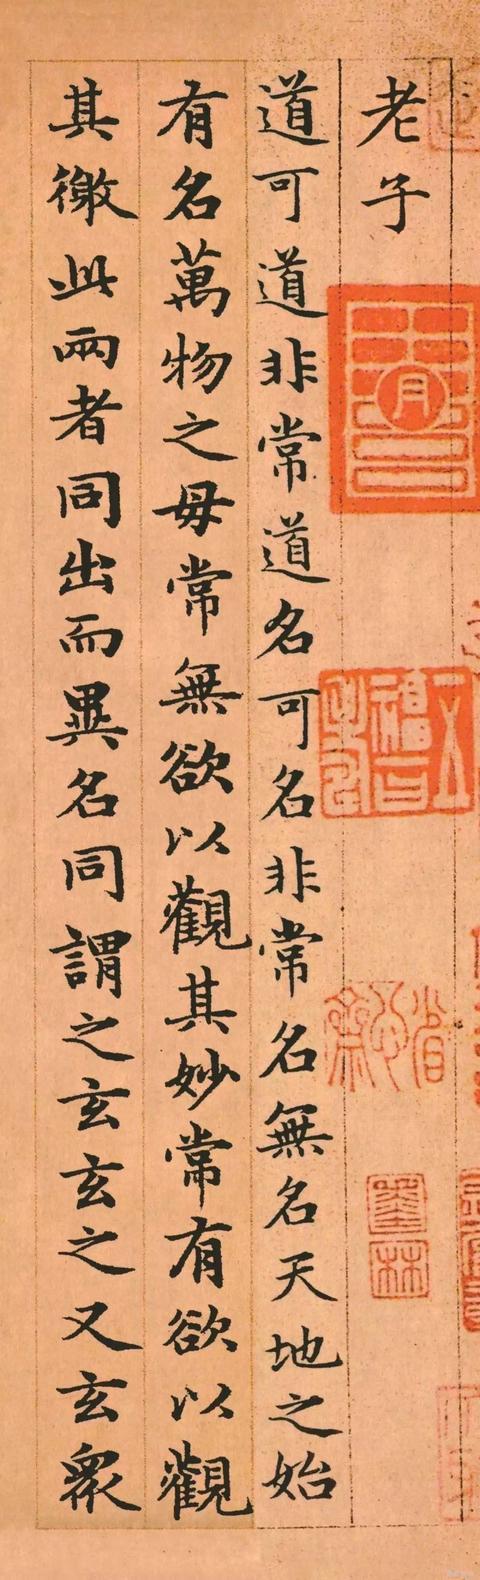 老子
道可道非常道名可名非常名無名天地之始
有名萬物之母常無欲以觀其妙常有欲以觀
其徼此兩者同出而異名同謂之玄玄之又玄衆
墨林